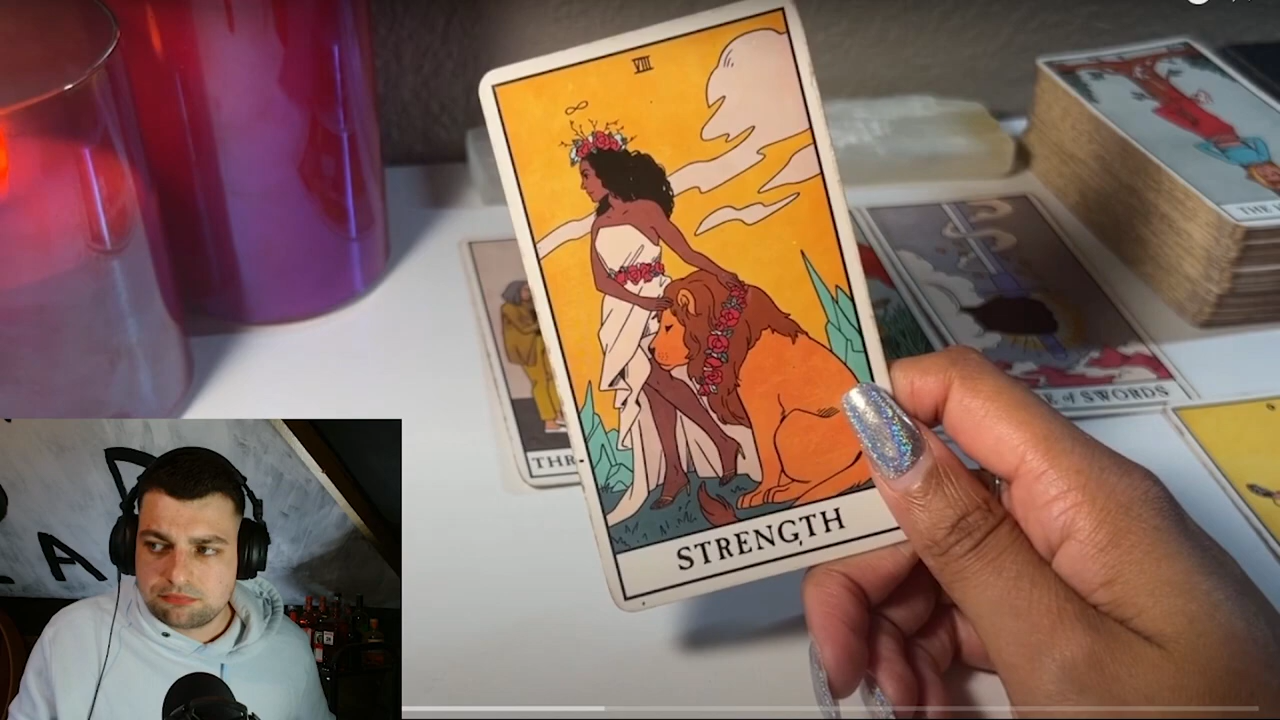 VIII
STRENGTH
THR
THE
E of SWORDS
A